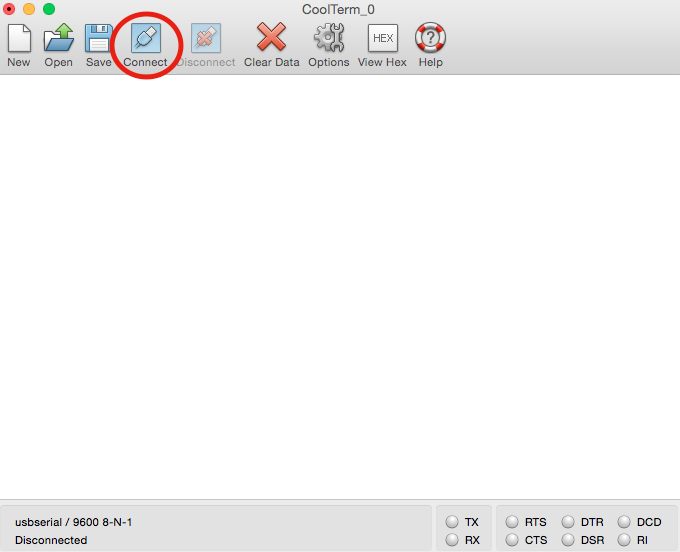 CoolTerm_0
New Open Save Connect Disconnect Clear Data Options View Hex Help
HEX
?
usbserial / 9600 8-N-1
Disconnected
TX RTS DTR DCD
RX CTS DSR RI